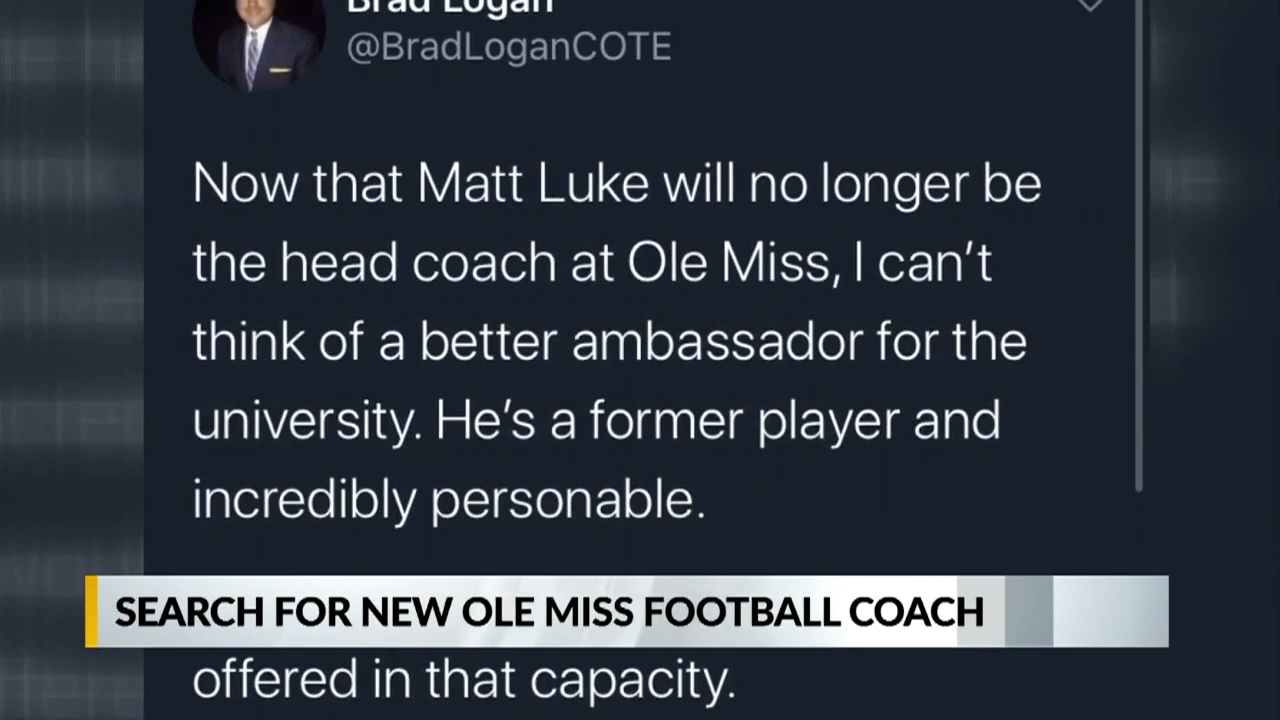 Brad Logan
@BradLoganCOTE
Now that Matt Luke will no longer be
the head coach at Ole Miss, I can’t
think of a better ambassador for the
university. He’s a former player and
incredibly personable.
SEARCH FOR NEW OLE MISS FOOTBALL COACH
offered in that capacity.